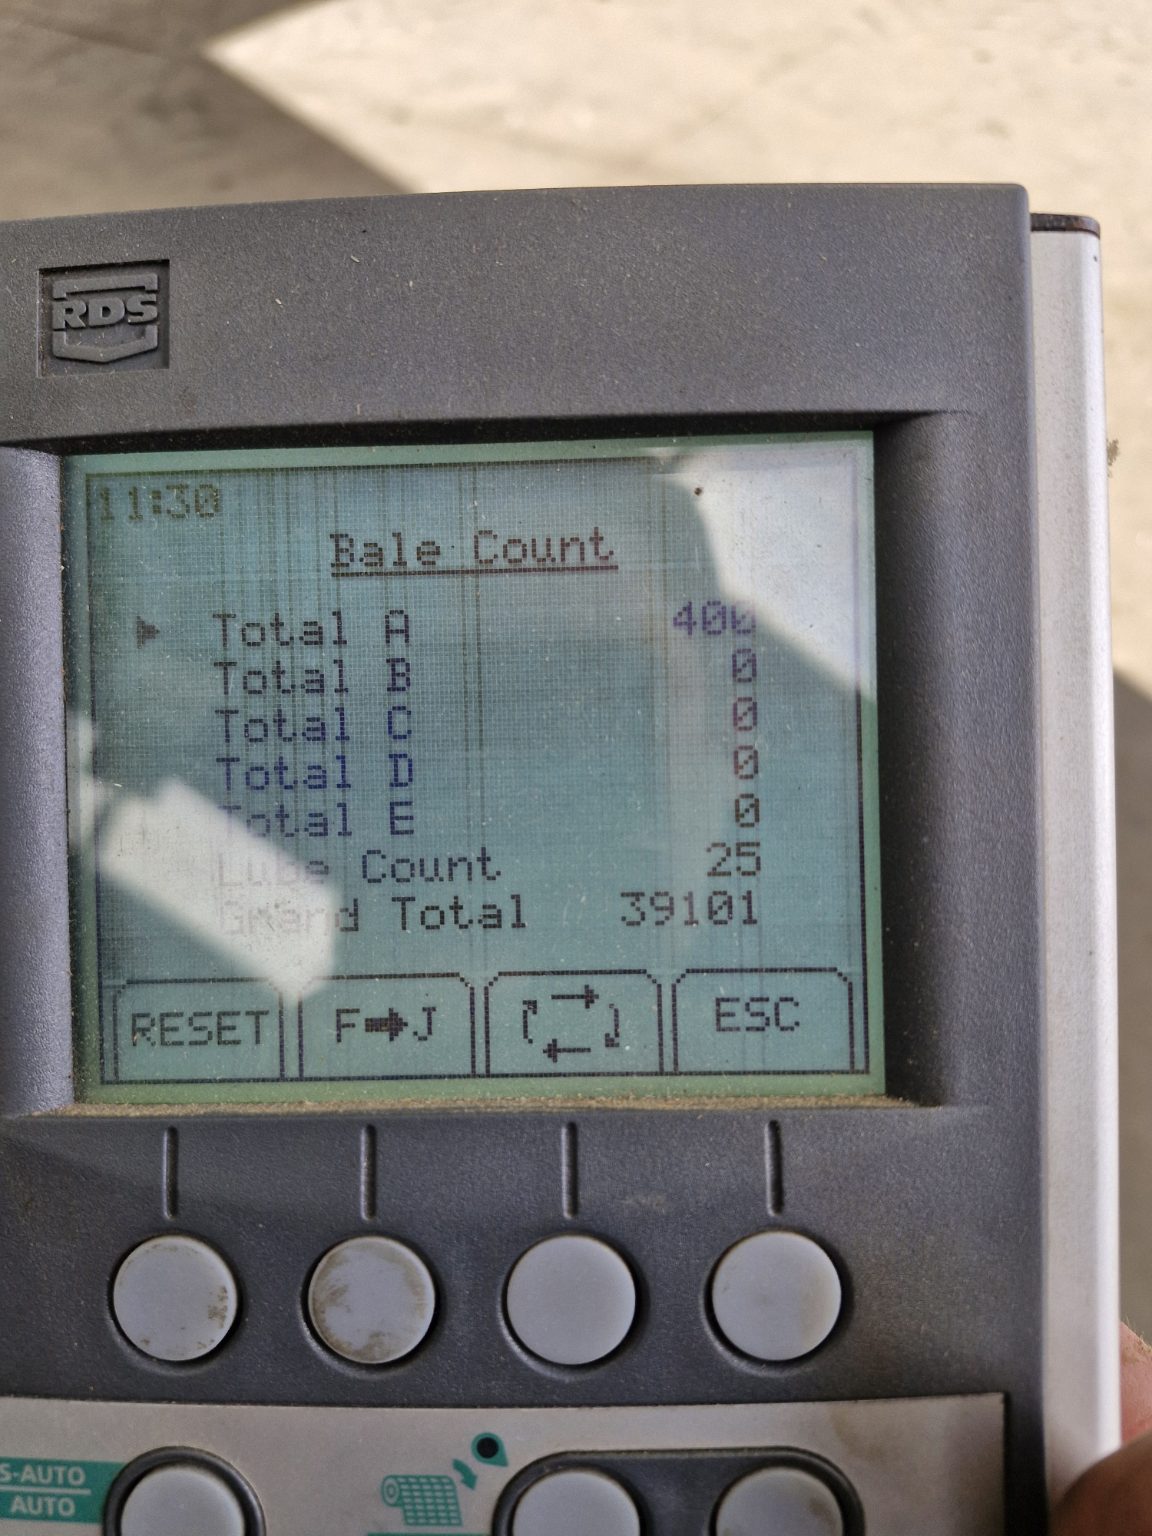 RDS
11:30
Bale Count
Total A 400
Total B 0
Total C 0
Total D 0
Total E 0
Lube Count 25
Grand Total 39101
RESET F➡J ESC
S-AUTO
AUTO